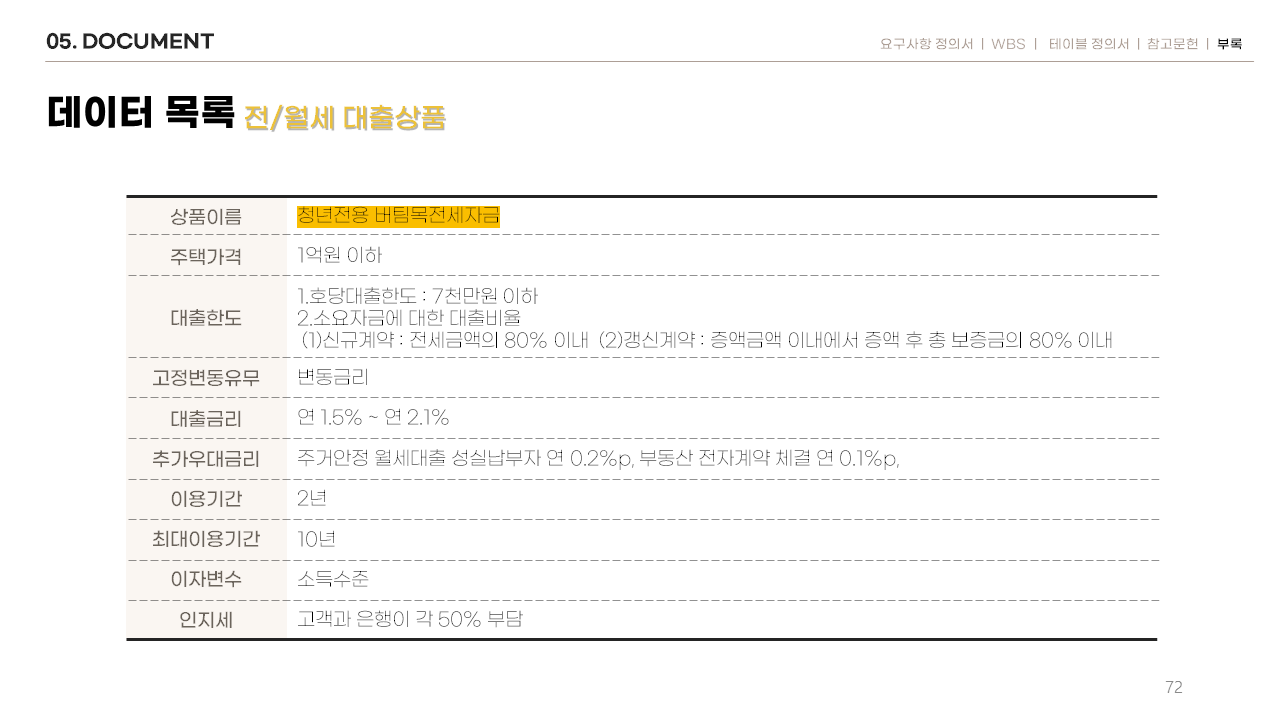 05. DOCUMENT
요구사항 정의서 | WBS | 테이블 정의서 | 참고문헌 | 부록
데이터 목록 전/월세 대출상품
상품이름 청년전용 버팀목전세자금
주택가격 1억원 이하
대출한도
1.호당대출한도 : 7천만원 이하
2.소요자금에 대한 대출비율
(1)신규계약 : 전세금액의 80% 이내 (2)갱신계약 : 증액금액 이내에서 증액 후 총 보증금의 80% 이내
고정변동유무 변동금리
대출금리 연 1.5% ~ 연 2.1%
추가우대금리 주거안정 월세대출 성실납부자 연 0.2%p, 부동산 전자계약 체결 연 0.1%p,
이용기간 2년
최대이용기간 10년
이자변수 소득수준
인지세 고객과 은행이 각 50% 부담
72